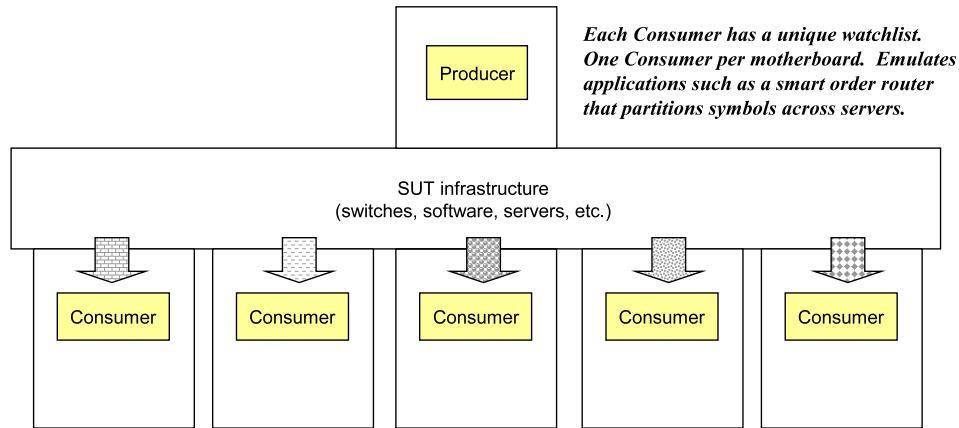 Each Consumer has a unique watchlist.
One Consumer per motherboard. Emulates
applications such as a smart order router
that partitions symbols across servers.
Producer
SUT infrastructure
(switches, software, servers, etc.)
Consumer
Consumer
Consumer
Consumer
Consumer